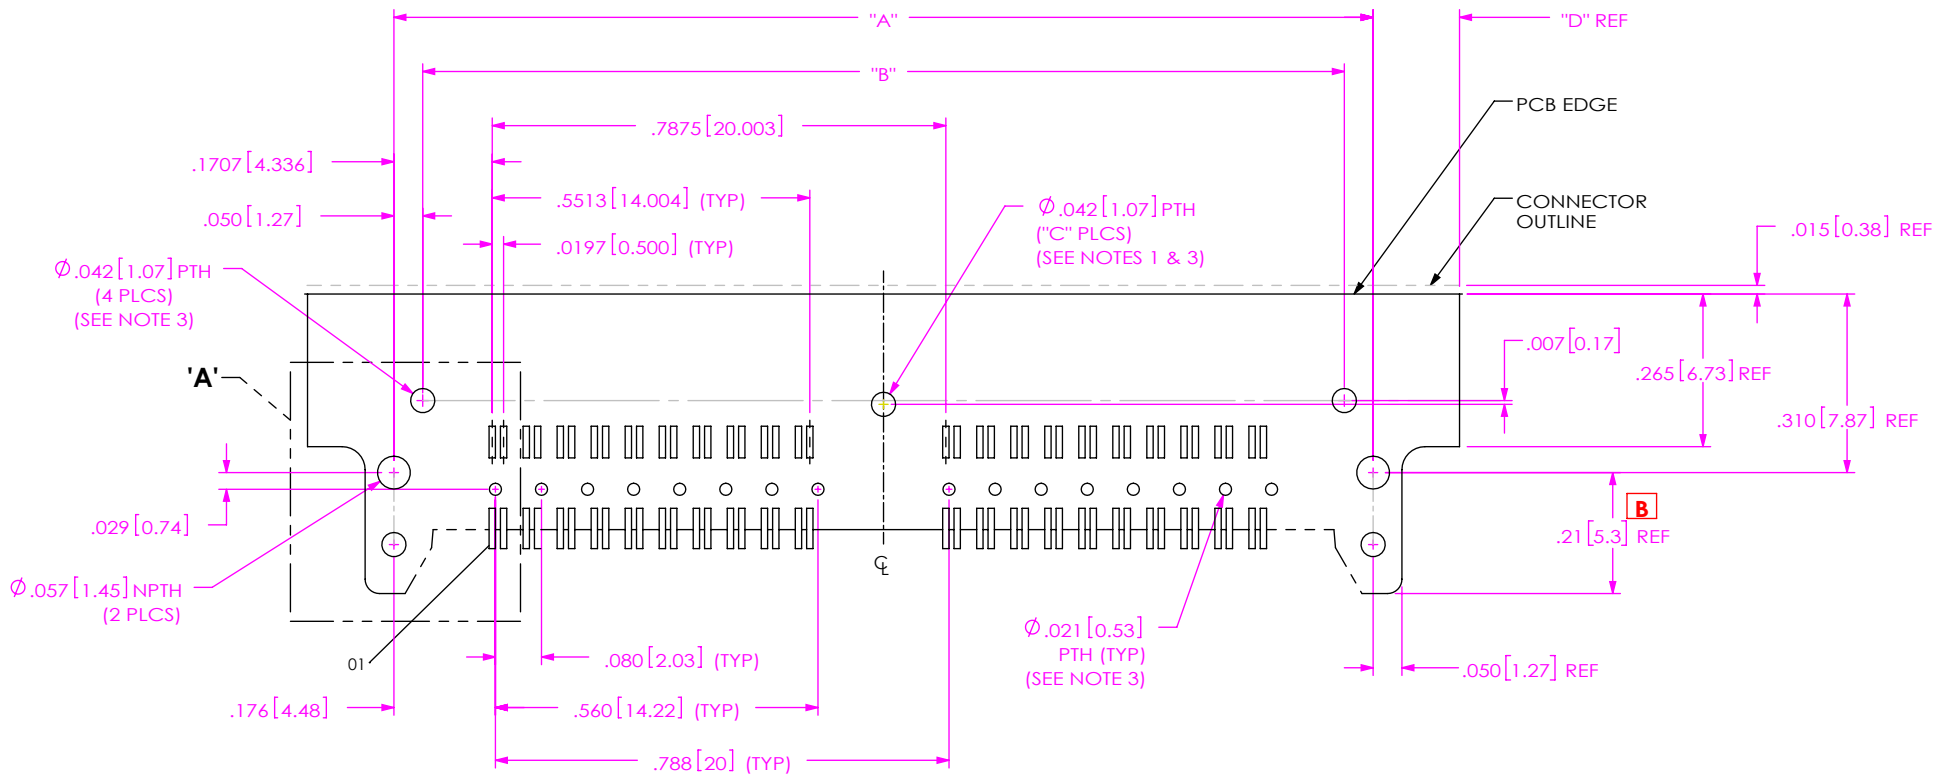 "A"
"D" REF
"B"
PCB EDGE
.7875[20.003]
.1707[4.336]
.5513[14.004] (TYP)
.050[1.27]
.0197[0.500] (TYP)
Ø.042[1.07]PTH
("C" PLCS)
(SEE NOTES 1 & 3)
CONNECTOR
OUTLINE
.015[0.38] REF
Ø.042[1.07]PTH
(4 PLCS)
(SEE NOTE 3)
.007[0.17]
'A'
.265[6.73]REF
.310[7.87] REF
.029[0.74]
B
.21[5.3] REF
℄
Ø.057[1.45]NPTH
(2 PLCS)
Ø.021[0.53]
PTH (TYP)
(SEE NOTE 3)
01
.080[2.03] (TYP)
.050[1.27] REF
.176[4.48]
.560[14.22] (TYP)
.788[20] (TYP)